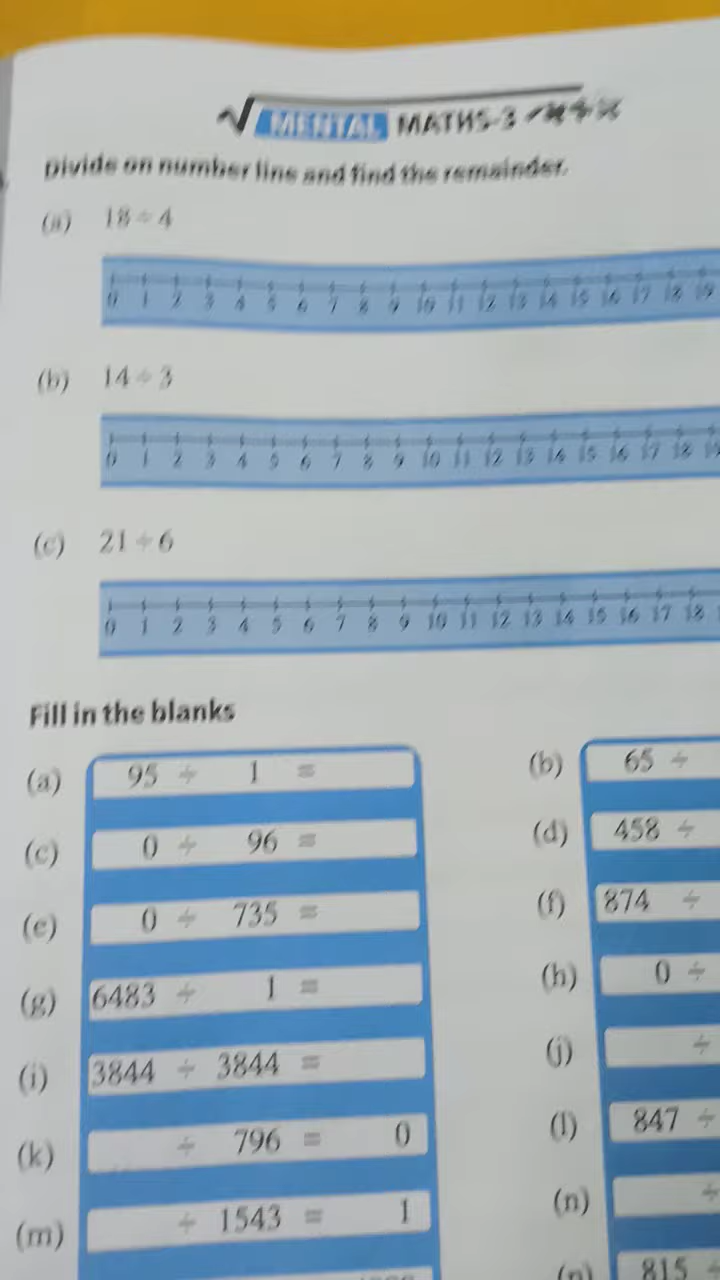 MENTAL MATHS-3
Divide on number line and find the remainder.
(a) 18 ÷ 4
0 1 2 3 4 5 6 7 8 9 10 11 12 13 14 15 16 17 18 19
(b) 14 ÷ 3
0 1 2 3 4 5 6 7 8 9 10 11 12 13 14 15 16 17 18 19
(c) 21 ÷ 6
0 1 2 3 4 5 6 7 8 9 10 11 12 13 14 15 16 17 18
Fill in the blanks
(a) 95 ÷ 1 =
(b) 65 ÷
(c) 0 ÷ 96 =
(d) 458 ÷
(e) 0 ÷ 735 =
(f) 874 ÷
(g) 6483 ÷ 1 =
(h) 0 ÷
(i) 3844 ÷ 3844 =
(j) ÷
(k) ÷ 796 = 0
(l) 847 ÷
(m) ÷ 1543 = 1
(n) ÷
(p) 815 ÷